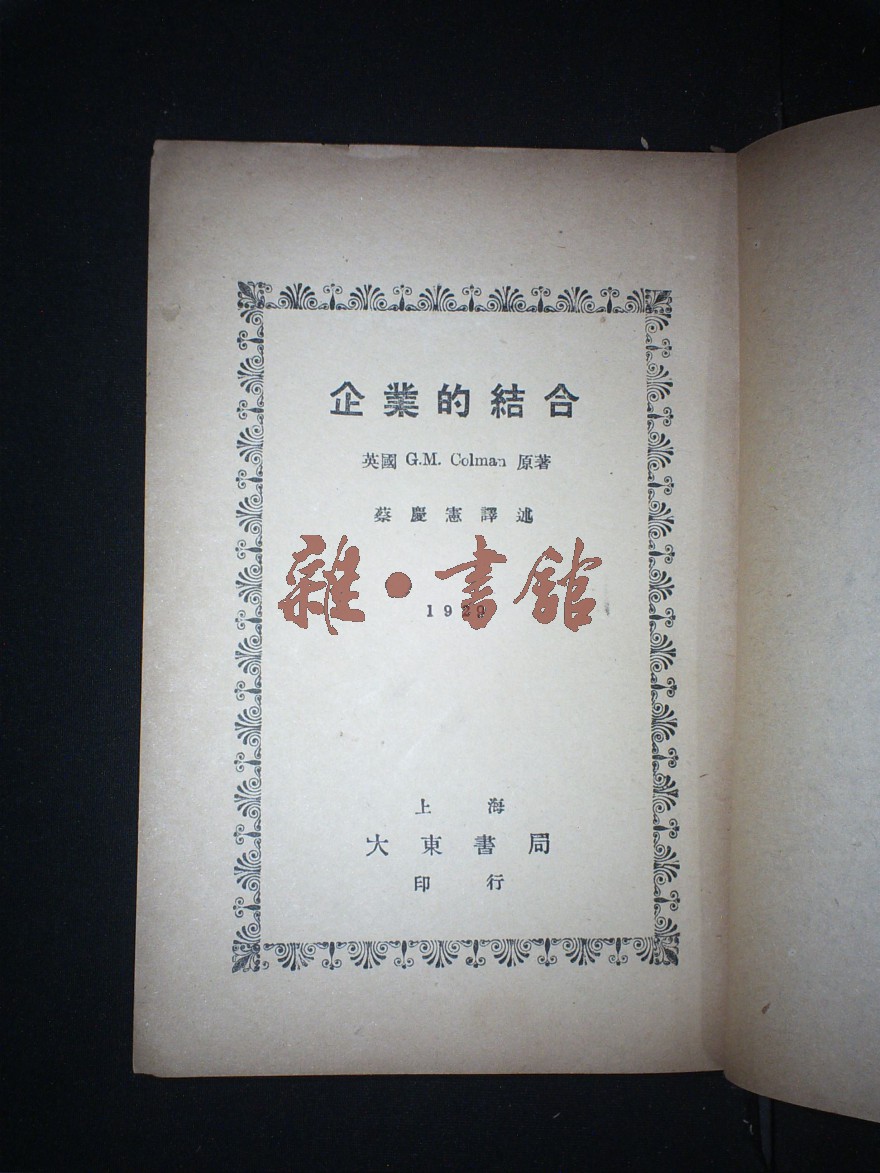 企業的結合
英國 G.M. Colman 原著
蔡慶憲譯述
雜·書館
1929
上海
大東書局
印行